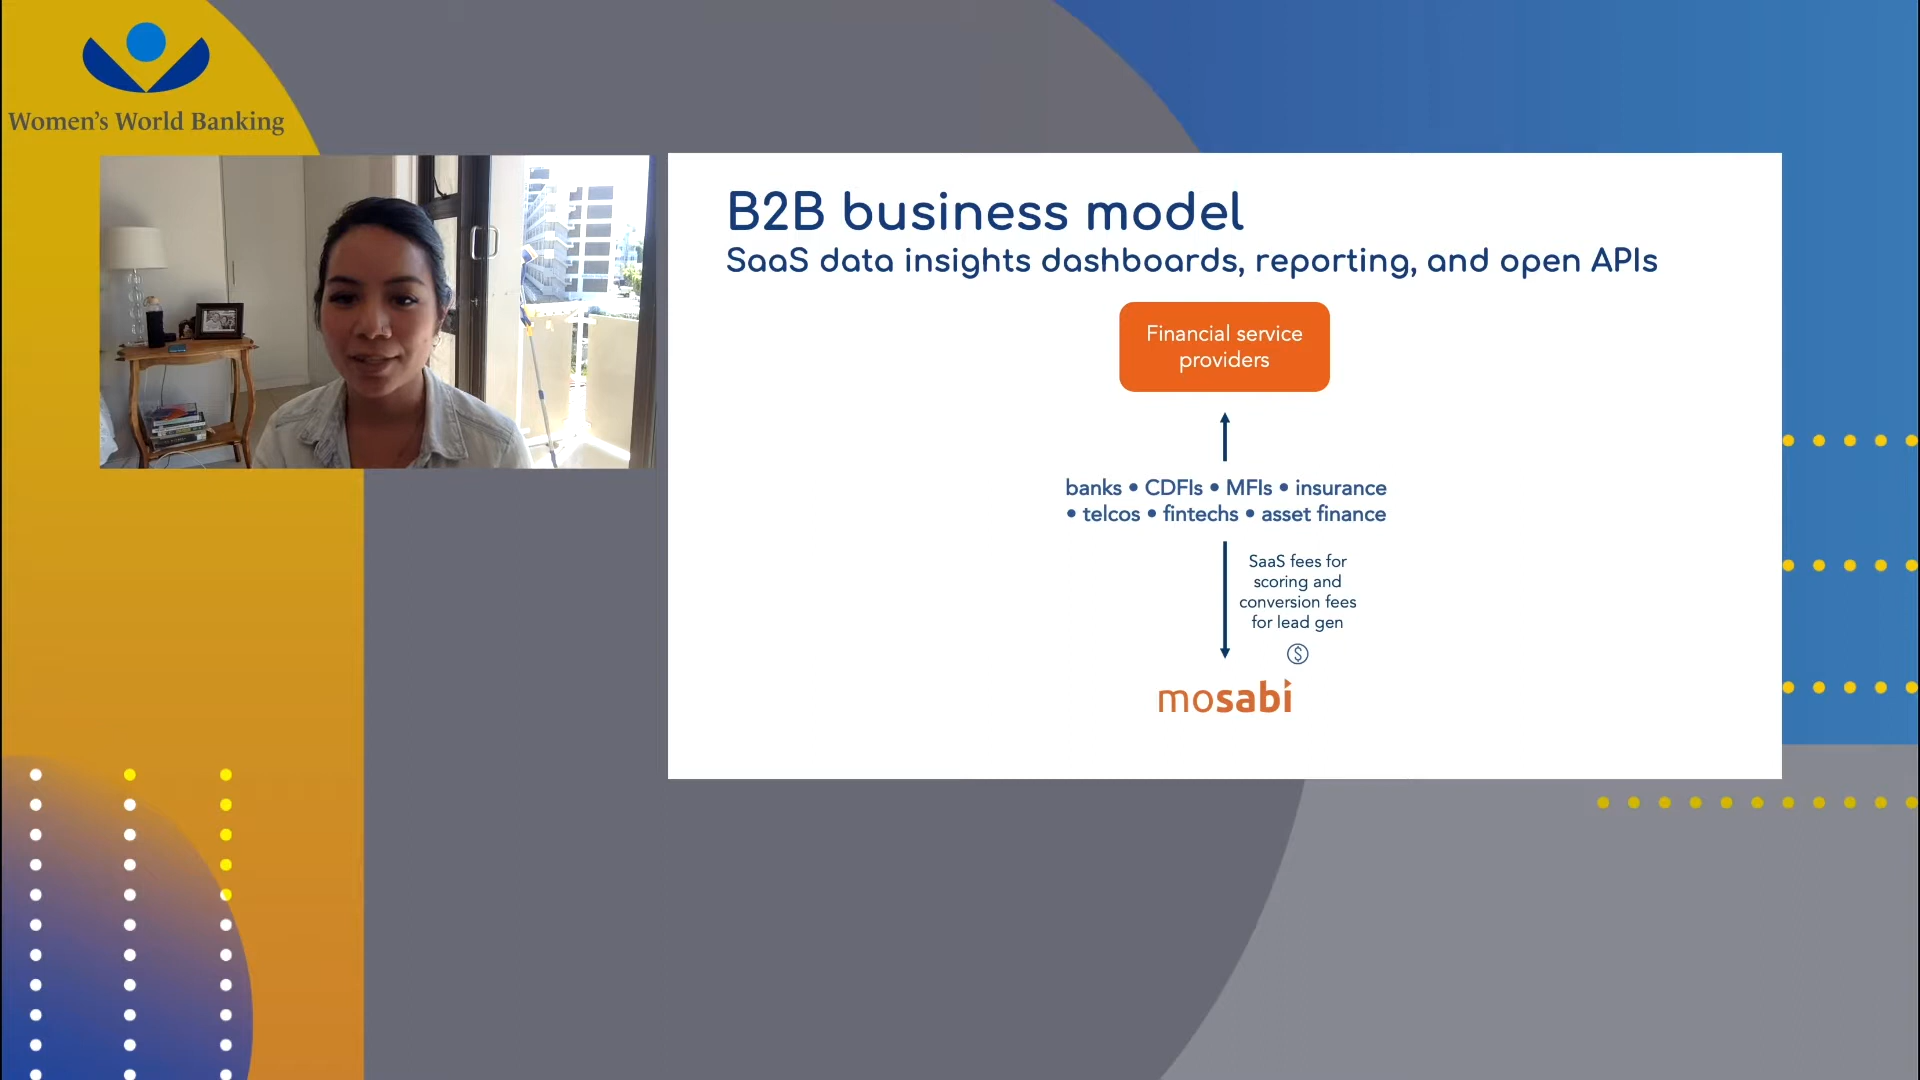 Women's World Banking
B2B business model
SaaS data insights dashboards, reporting, and open APIs
Financial service
providers
banks • CDFIs • MFIs • insurance
• telcos • fintechs • asset finance
SaaS fees for
scoring and
conversion fees
for lead gen
$
mosabi